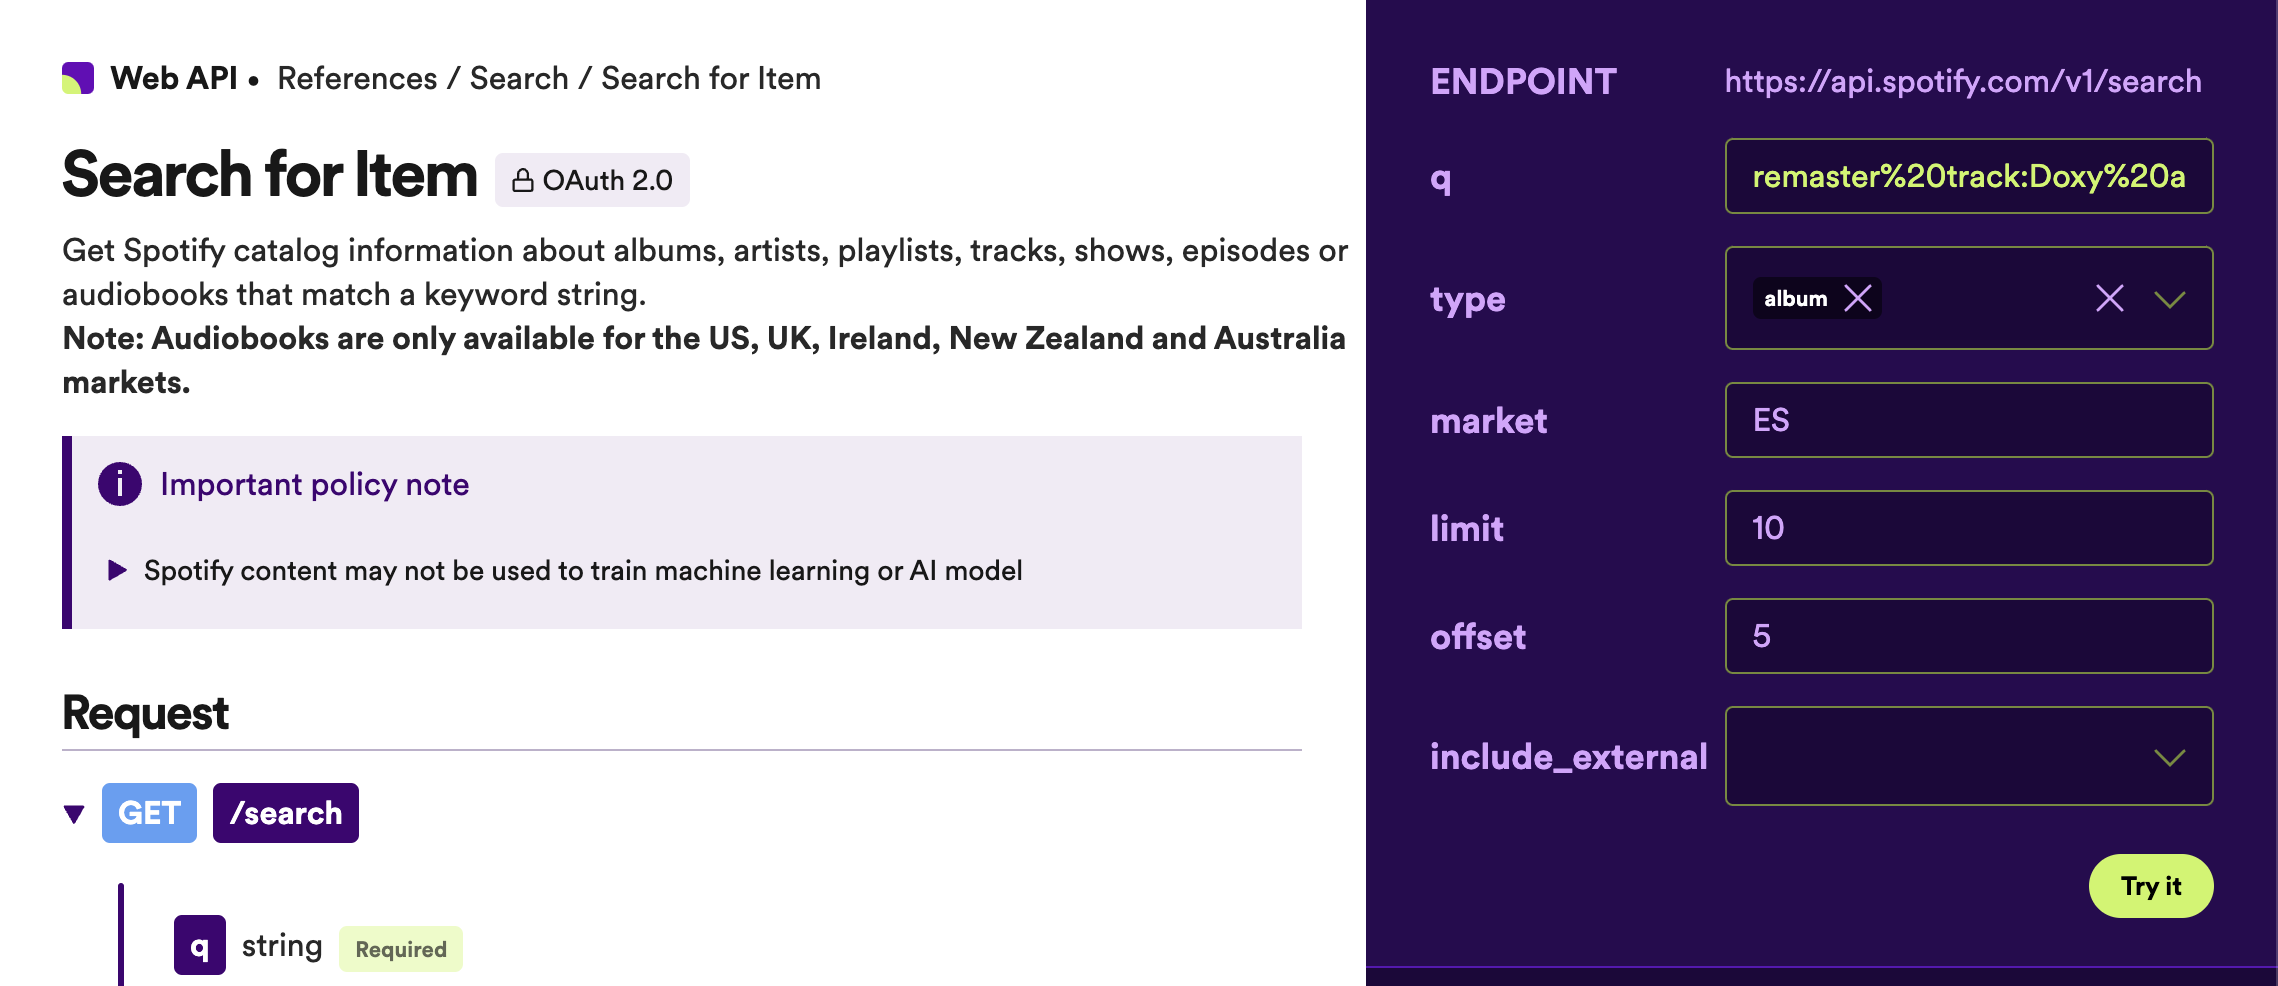 Web API • References / Search / Search for Item
Search for Item OAuth 2.0
Get Spotify catalog information about albums, artists, playlists, tracks, shows, episodes or
audiobooks that match a keyword string.
Note: Audiobooks are only available for the US, UK, Ireland, New Zealand and Australia
markets.
Important policy note
Spotify content may not be used to train machine learning or AI model
Request
GET /search
q string Required
ENDPOINT https://api.spotify.com/v1/search
q remaster%20track:Doxy%20a
type album
market ES
limit 10
offset 5
include_external
Try it